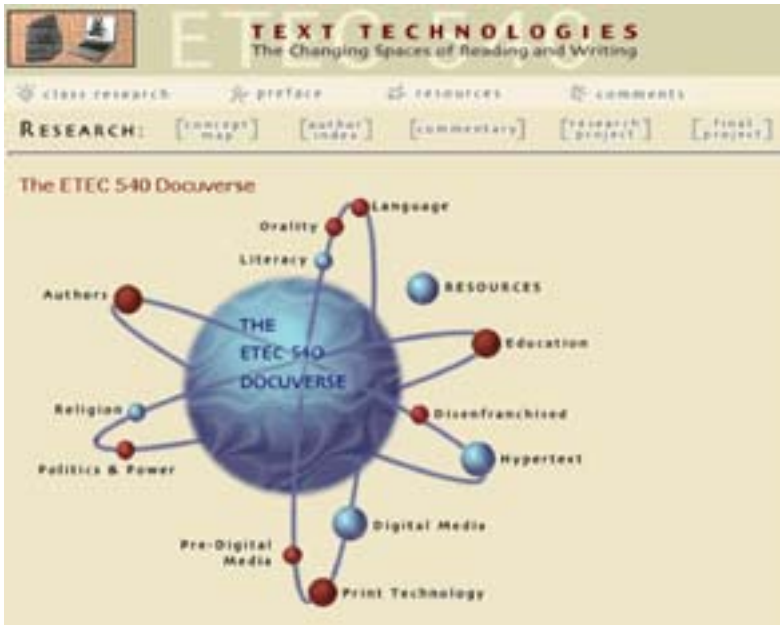 ETEC 540
TEXT TECHNOLOGIES
The Changing Spaces of Reading and Writing
class research
preface
resources
comments
RESEARCH:
[concept map]
[author index]
[commentary]
[research project]
[final project]
The ETEC 540 Docuverse
Language
Orality
Literacy
Authors
RESOURCES
THE
ETEC 540
DOCUVERSE
Education
Religion
Disenfranchised
Politics & Power
Hypertext
Digital Media
Pre-Digital
Media
Print Technology